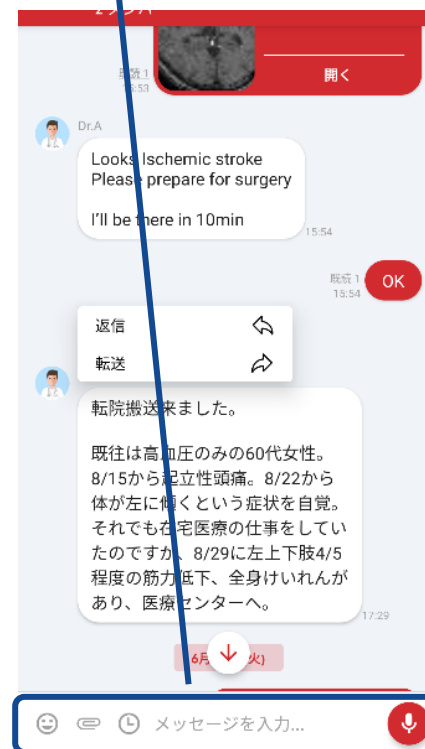 2メンバー
既読 1
15:53
開く
Dr.A
Looks Ischemic stroke
Please prepare for surgery
I'll be there in 10min
15:54
既読 1
15:54
OK
返信
転送
転院搬送来ました。
既往は高血圧のみの60代女性。
8/15から起立性頭痛。8/22から
体が左に傾くという症状を自覚。
それでも在宅医療の仕事をしてい
たのですが、8/29に左上下肢4/5
程度の筋力低下、全身けいれんが
あり、医療センターへ。
17:29
6月 火)
メッセージを入力...